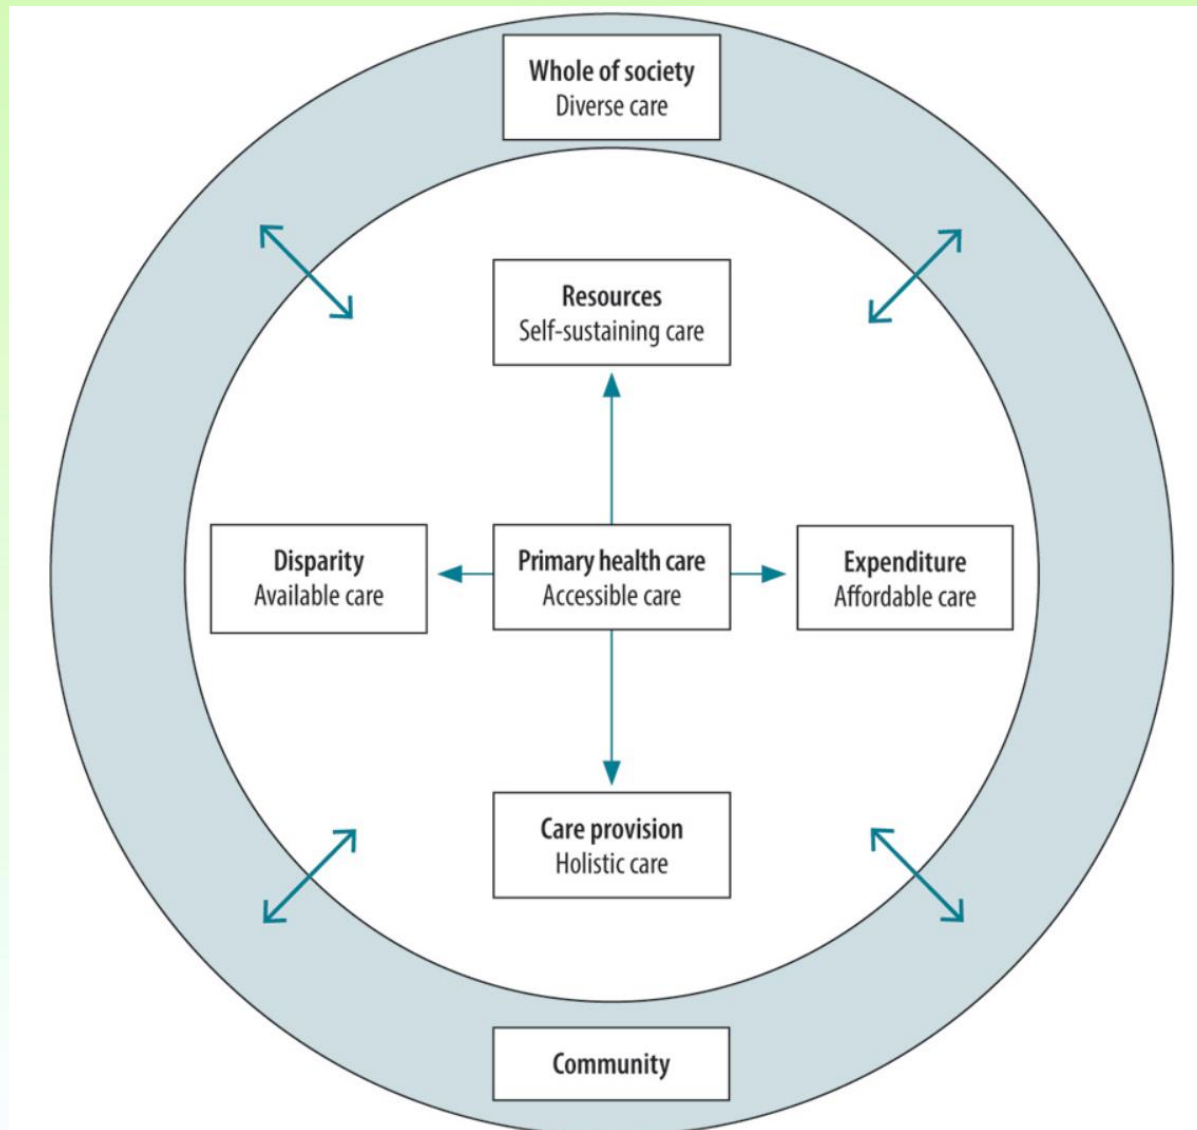 Whole of society
Diverse care
Resources
Self-sustaining care
Disparity
Available care
Primary health care
Accessible care
Expenditure
Affordable care
Care provision
Holistic care
Community